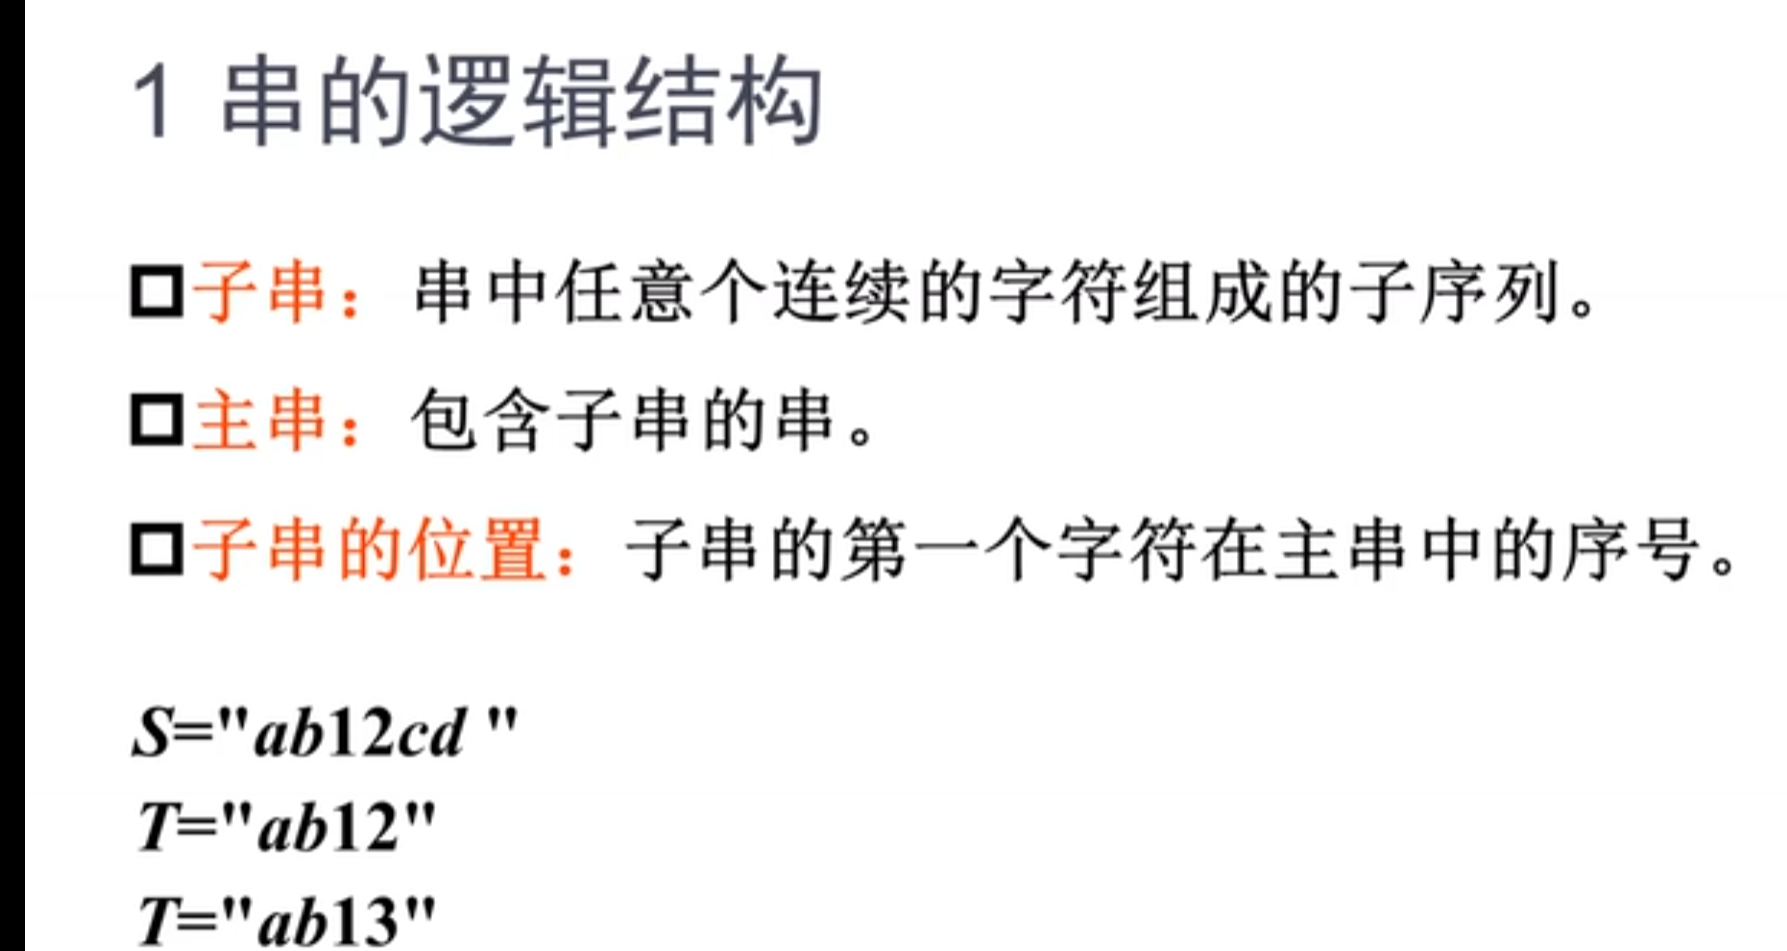 1 串的逻辑结构
子串：串中任意个连续的字符组成的子序列。
主串：包含子串的串。
子串的位置：子串的第一个字符在主串中的序号。
S="ab12cd "
T="ab12"
T="ab13"